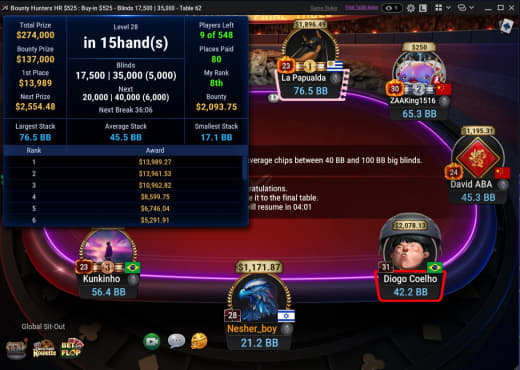 Bounty Hunters HR $525 : Buy-in $525 - Blinds 17,500 | 35,000 - Table 62
1
Total Prize
$274,000
Bounty Prize
$137,000
1st Place
$13,989
Next Prize
$2,554.48
Level 28
in 15hand(s)
Blinds
17,500 | 35,000 (5,000)
Next
20,000 | 40,000 (6,000)
Next Break 36:06
Players Left
9 of 548
Places Paid
80
My Rank
8th
Bounty
$2,093.75
Largest Stack
76.5 BB
Average Stack
45.5 BB
Smallest Stack
17.1 BB
Rank Award
1 $13,989.27
2 $13,961.53
3 $10,962.82
4 $8,599.75
5 $6,746.04
6 $5,291.91
$1,896.49
23
La Papualda
76.5 BB
$250
ZAAKing1516
65.3 BB
$1,195.31
24
David ABA
45.3 BB
verage chips between 40 BB and 100 BB big blinds.
ratulations.
e it to the final table.
ill resume in 04:01
$2,078.13
31
Diogo Coelho
42.2 BB
$1,171.87
28
Nesher_boy
21.2 BB
23
3
Kunkinho
56.4 BB
Global Sit-Out
BET
FLOP